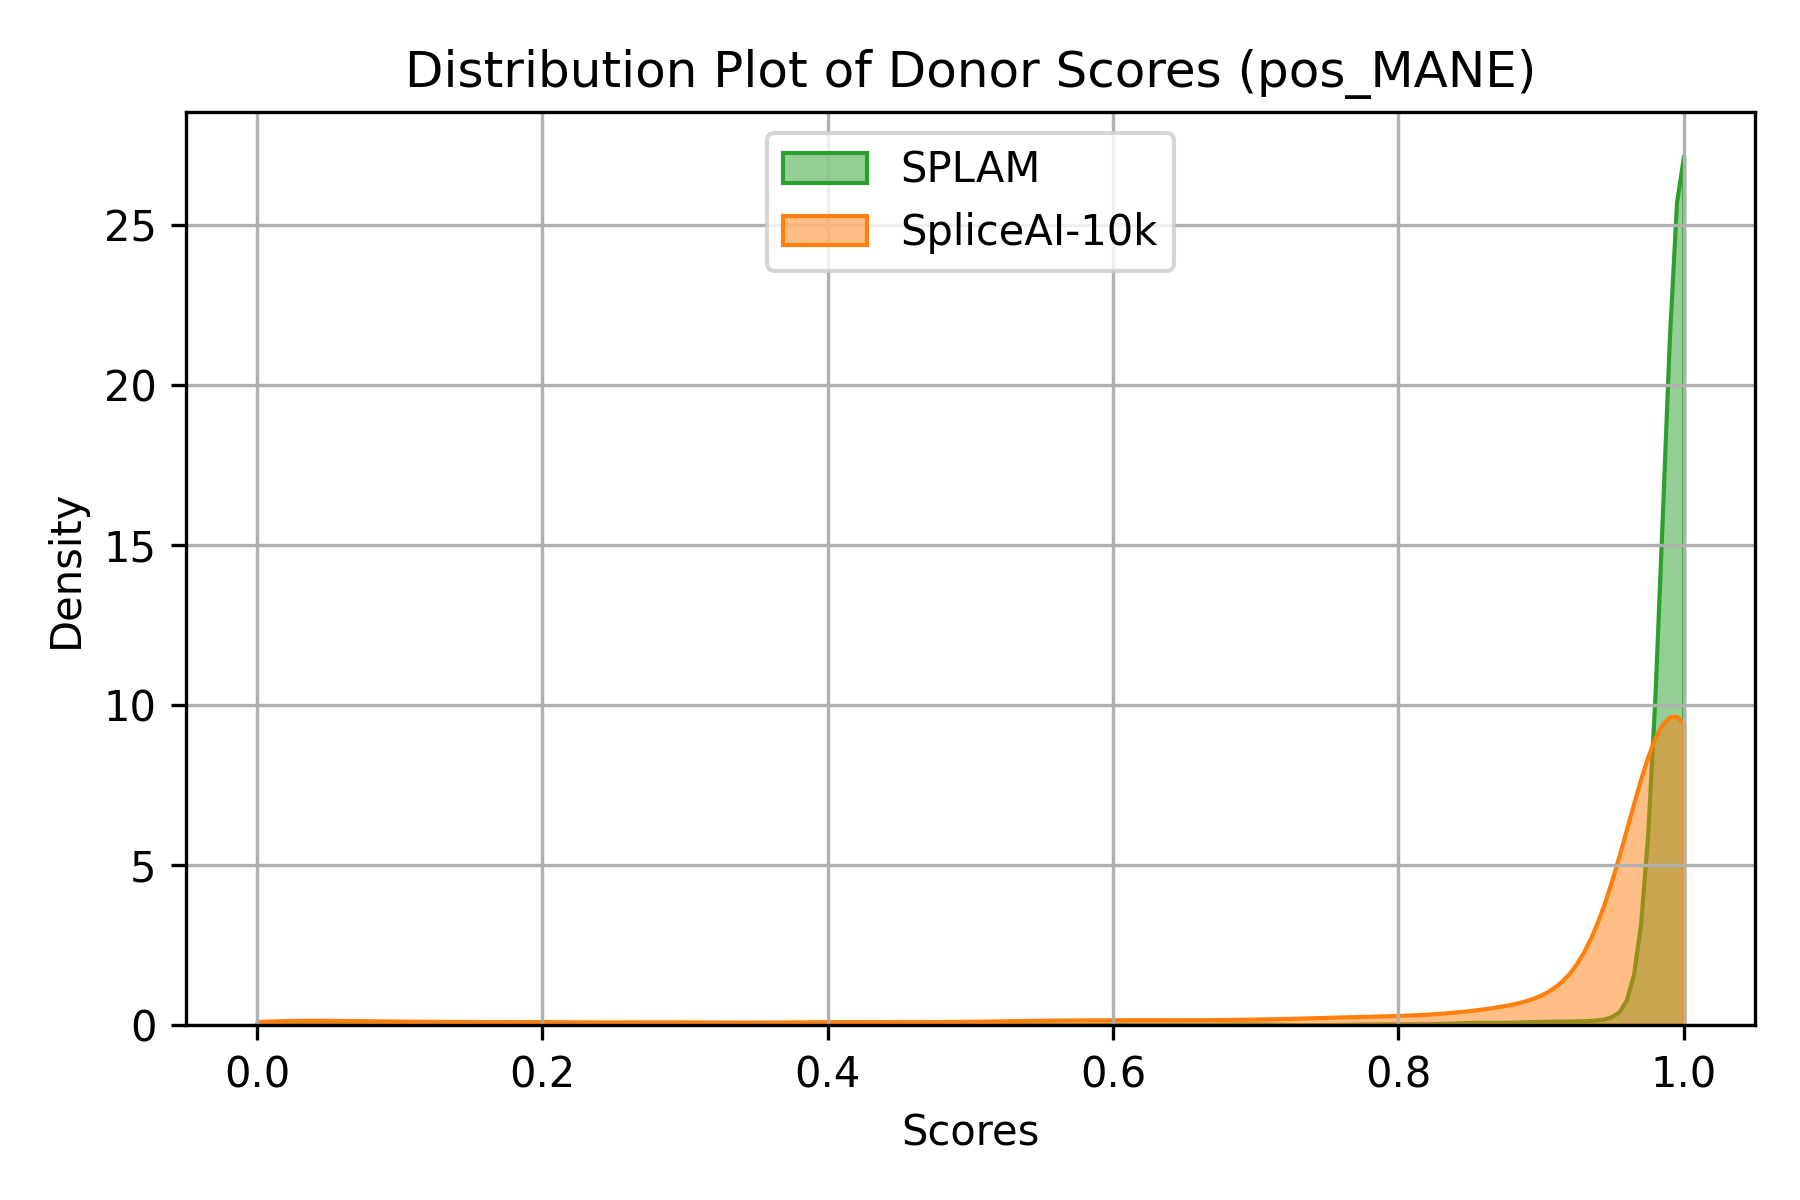 Distribution Plot of Donor Scores (pos_MANE)
SPLAM
SpliceAI-10k
25
20
15
10
5
0
Density
0.0 0.2 0.4 0.6 0.8 1.0
Scores